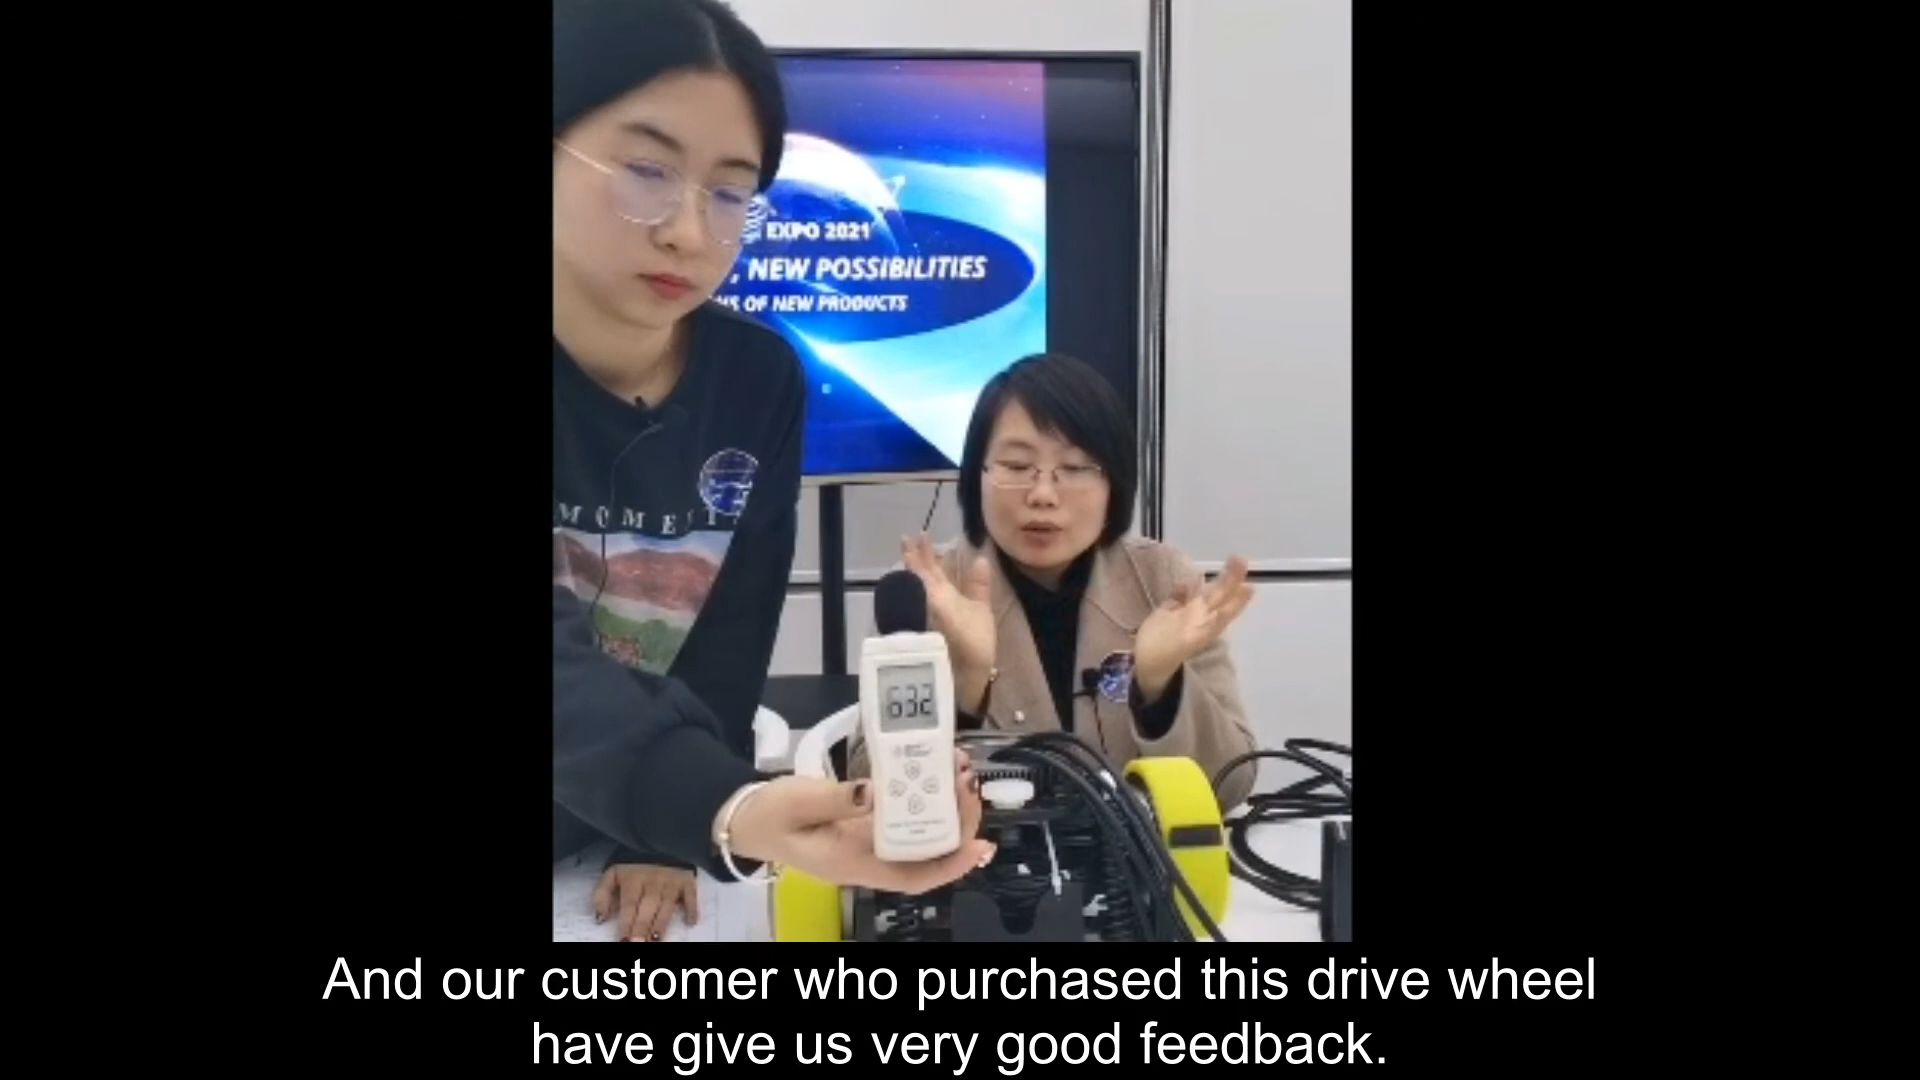 EXPO 2021
, NEW POSSIBILITIES
NS OF NEW PRODUCTS
MOME
632
And our customer who purchased this drive wheel
have give us very good feedback.